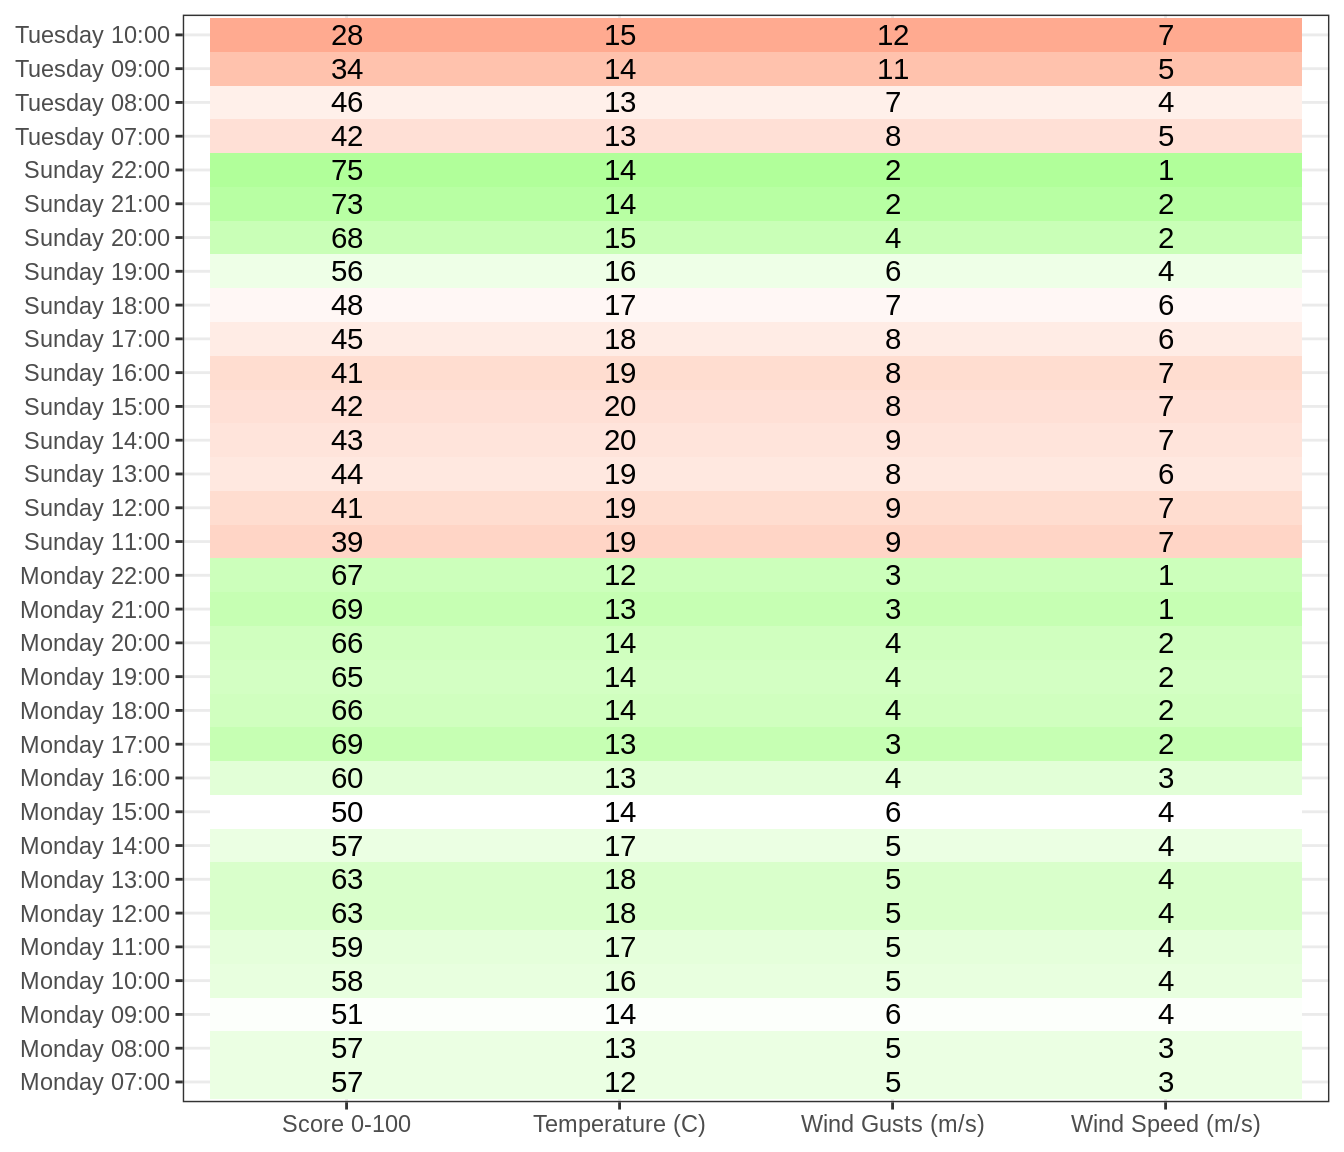 Tuesday 10:00 28 15 12 7
Tuesday 09:00 34 14 11 5
Tuesday 08:00 46 13 7 4
Tuesday 07:00 42 13 8 5
Sunday 22:00 75 14 2 1
Sunday 21:00 73 14 2 2
Sunday 20:00 68 15 4 2
Sunday 19:00 56 16 6 4
Sunday 18:00 48 17 7 6
Sunday 17:00 45 18 8 6
Sunday 16:00 41 19 8 7
Sunday 15:00 42 20 8 7
Sunday 14:00 43 20 9 7
Sunday 13:00 44 19 8 6
Sunday 12:00 41 19 9 7
Sunday 11:00 39 19 9 7
Monday 22:00 67 12 3 1
Monday 21:00 69 13 3 1
Monday 20:00 66 14 4 2
Monday 19:00 65 14 4 2
Monday 18:00 66 14 4 2
Monday 17:00 69 13 3 2
Monday 16:00 60 13 4 3
Monday 15:00 50 14 6 4
Monday 14:00 57 17 5 4
Monday 13:00 63 18 5 4
Monday 12:00 63 18 5 4
Monday 11:00 59 17 5 4
Monday 10:00 58 16 5 4
Monday 09:00 51 14 6 4
Monday 08:00 57 13 5 3
Monday 07:00 57 12 5 3
Score 0-100 Temperature (C) Wind Gusts (m/s) Wind Speed (m/s)